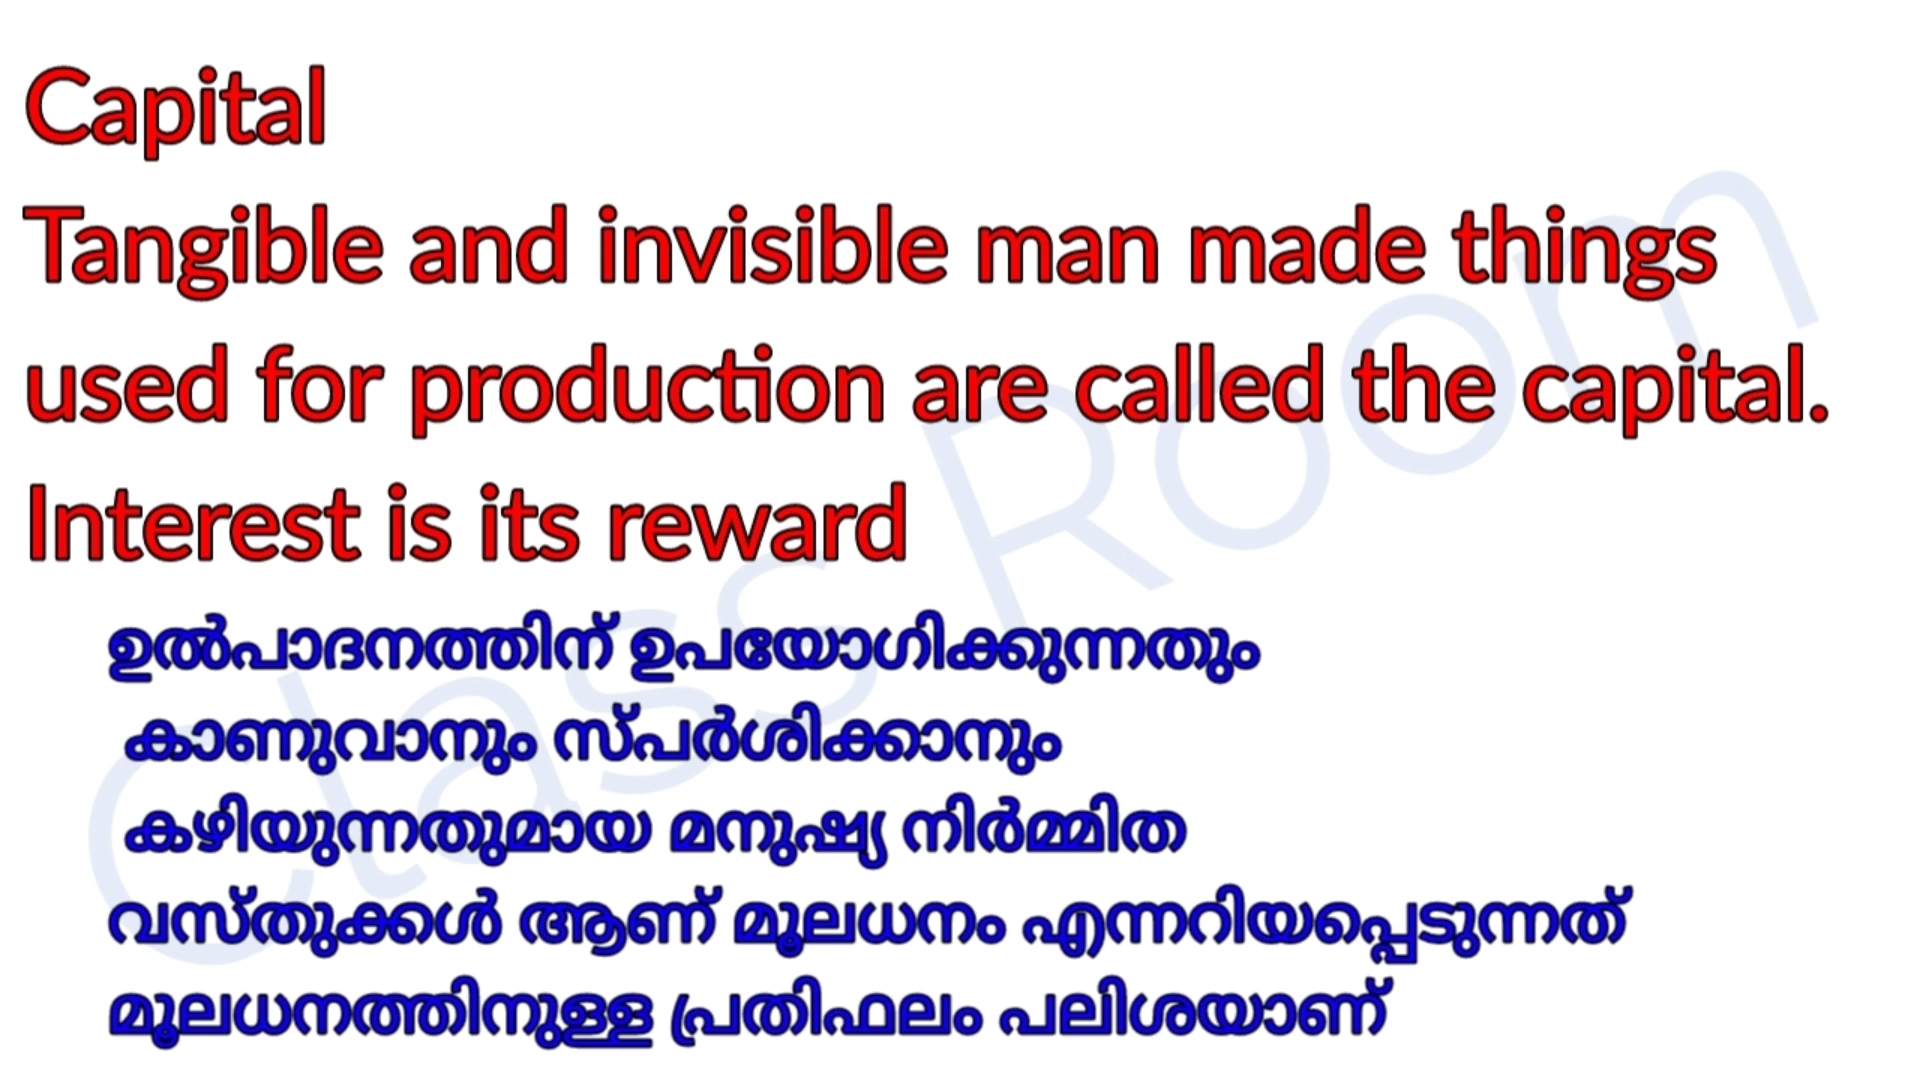 Capital
Tangible and invisible man made things
used for production are called the capital.
Interest is its reward
ഉൽപാദനത്തിന് ഉപയോഗിക്കുന്നതും
കാണുവാനും സ്പർശിക്കാനും
കഴിയുന്നതുമായ മനുഷ്യ നിർമ്മിത
വസ്തുക്കൾ ആണ് മൂലധനം എന്നറിയപ്പെടുന്നത്
മൂലധനത്തിനുള്ള പ്രതിഫലം പലിശയാണ്
Class Room